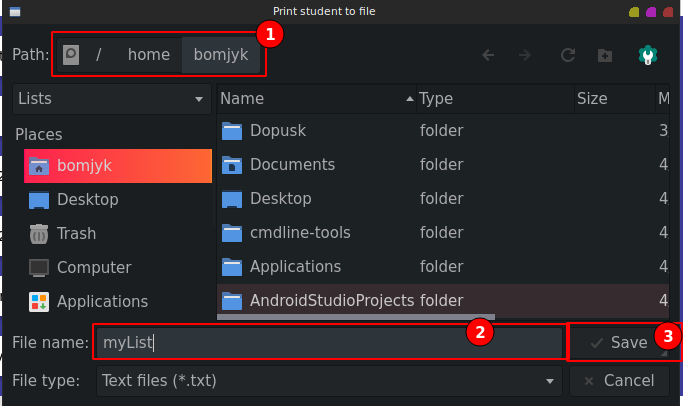 Print student to file
1
Path: / home bomjyk
Lists
Name Type Size M
Places
bomjyk
Desktop
Trash
Computer
Applications
Dopusk folder 3
Documents folder 4
Desktop folder 4
cmdline-tools folder 4
Applications folder 4
AndroidStudioProjects folder 4
2
3
File name: myList Save
File type: Text files (*.txt) Cancel